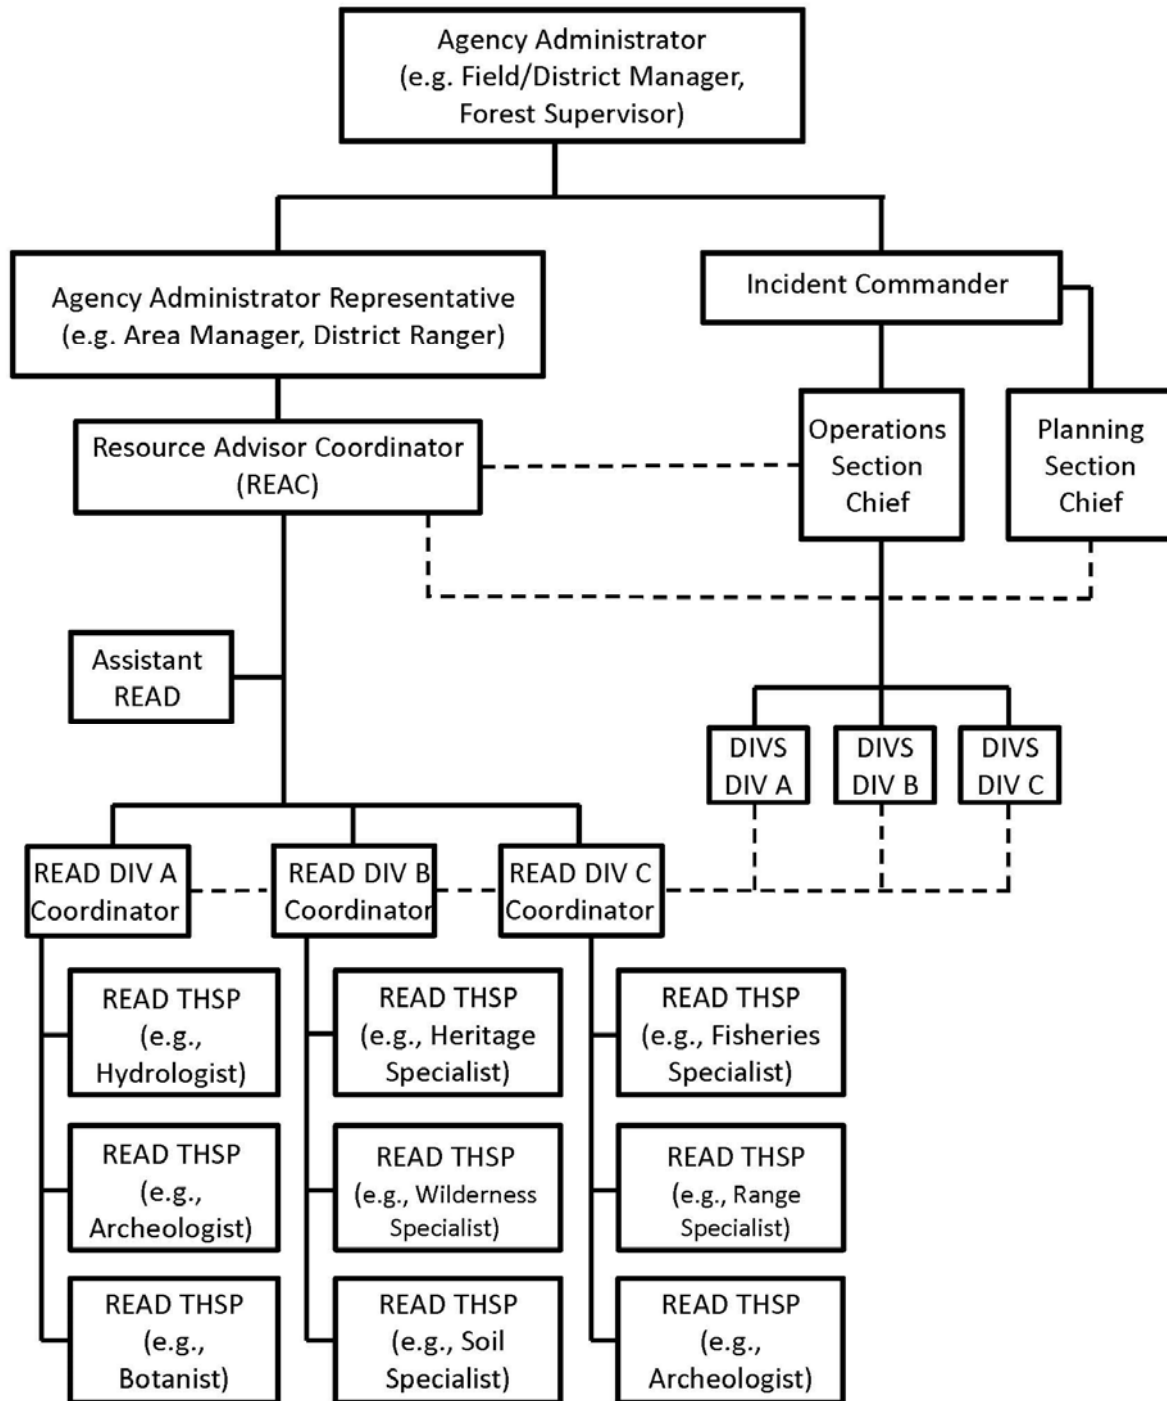 Agency Administrator
(e.g. Field/District Manager,
Forest Supervisor)
Agency Administrator Representative
(e.g. Area Manager, District Ranger)
Incident Commander
Resource Advisor Coordinator
(REAC)
Operations
Section
Chief
Planning
Section
Chief
Assistant
READ
DIVS
DIV A
DIVS
DIV B
DIVS
DIV C
READ DIV A
Coordinator
READ DIV B
Coordinator
READ DIV C
Coordinator
READ THSP
(e.g.,
Hydrologist)
READ THSP
(e.g., Heritage
Specialist)
READ THSP
(e.g., Fisheries
Specialist)
READ THSP
(e.g.,
Archeologist)
READ THSP
(e.g., Wilderness
Specialist)
READ THSP
(e.g., Range
Specialist)
READ THSP
(e.g.,
Botanist)
READ THSP
(e.g., Soil
Specialist)
READ THSP
(e.g.,
Archeologist)